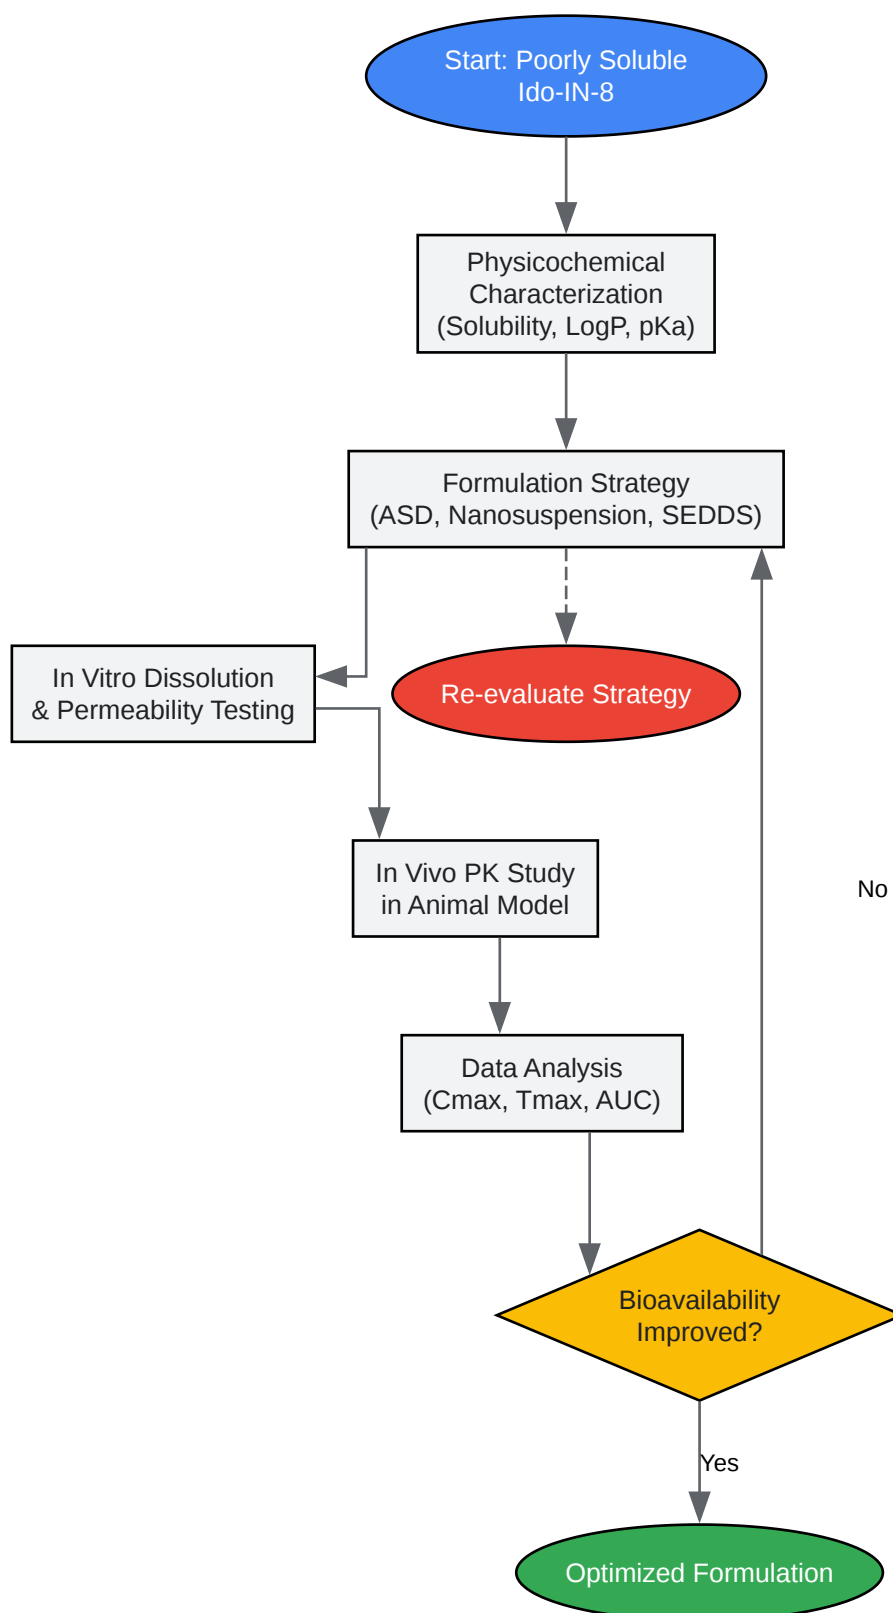 Start: Poorly Soluble
Ido-IN-8
Physicochemical
Characterization
(Solubility, LogP, pKa)
Formulation Strategy
(ASD, Nanosuspension, SEDDS)
In Vitro Dissolution
& Permeability Testing
Re-evaluate Strategy
In Vivo PK Study
in Animal Model
No
Data Analysis
(Cmax, Tmax, AUC)
Bioavailability
Improved?
Yes
Optimized Formulation